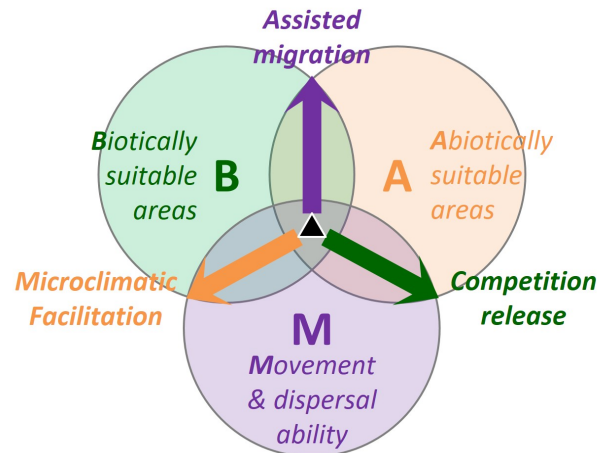 Assisted
migration
Biotically
suitable
areas
B
A
Abiotically
suitable
areas
Microclimatic
Facilitation
Competition
release
M
Movement
& dispersal
ability